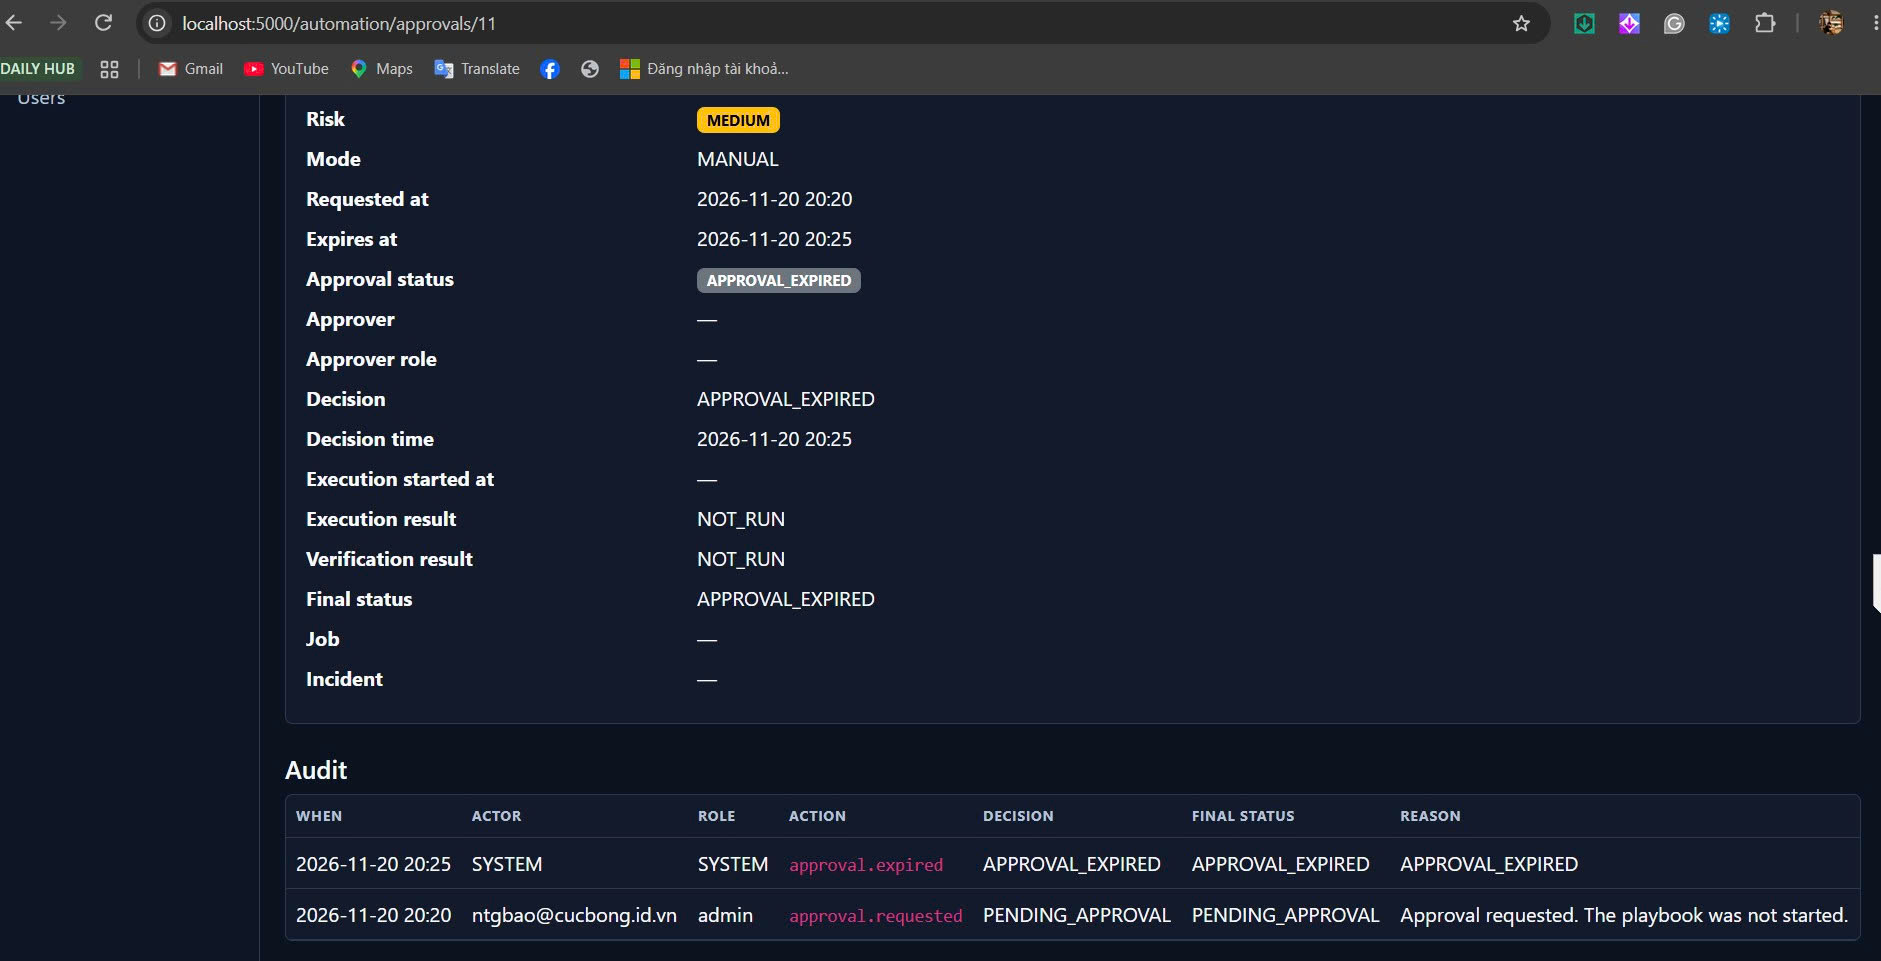 localhost:5000/automation/approvals/11
DAILY HUB Gmail YouTube Maps Translate Đăng nhập tài khoả...
Users
Risk MEDIUM
Mode MANUAL
Requested at 2026-11-20 20:20
Expires at 2026-11-20 20:25
Approval status APPROVAL_EXPIRED
Approver —
Approver role —
Decision APPROVAL_EXPIRED
Decision time 2026-11-20 20:25
Execution started at —
Execution result NOT_RUN
Verification result NOT_RUN
Final status APPROVAL_EXPIRED
Job —
Incident —
Audit
WHEN ACTOR ROLE ACTION DECISION FINAL STATUS REASON
2026-11-20 20:25 SYSTEM SYSTEM approval.expired APPROVAL_EXPIRED APPROVAL_EXPIRED APPROVAL_EXPIRED
2026-11-20 20:20 ntgbao@cucbong.id.vn admin approval.requested PENDING_APPROVAL PENDING_APPROVAL Approval requested. The playbook was not started.